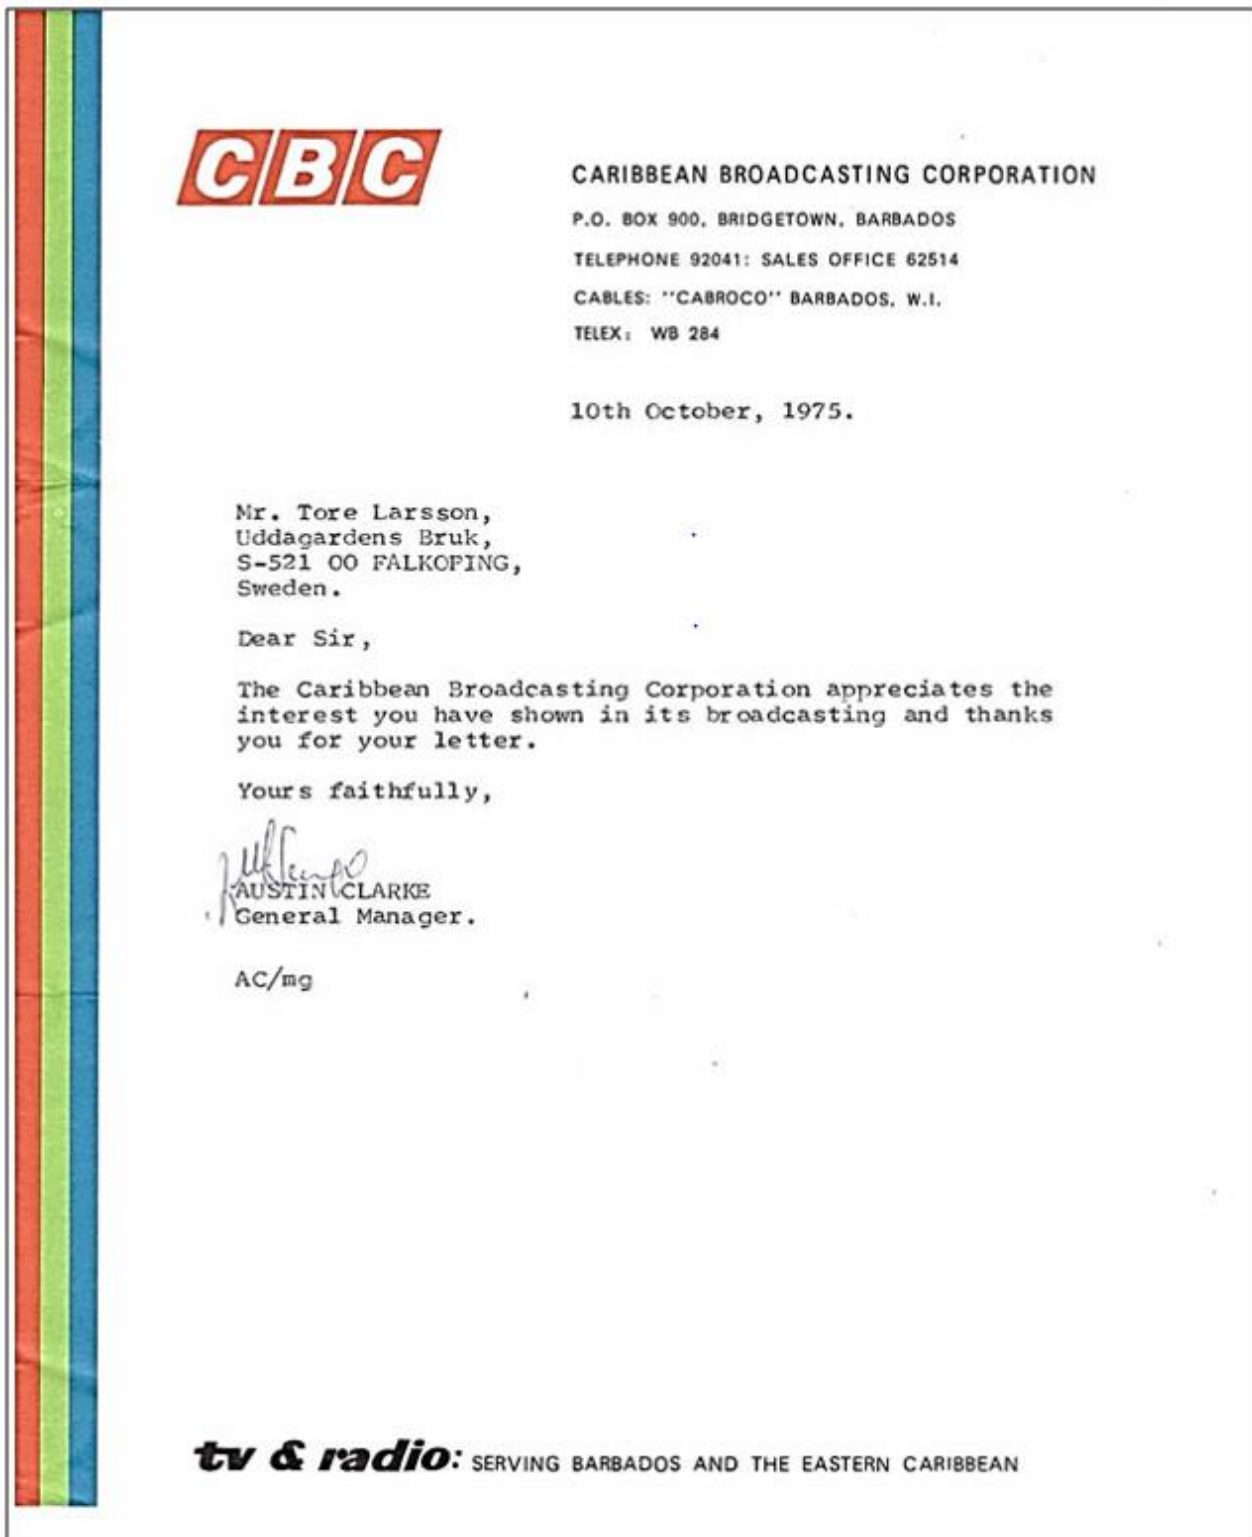 CBC
CARIBBEAN BROADCASTING CORPORATION
P.O. BOX 900, BRIDGETOWN, BARBADOS
TELEPHONE 92041: SALES OFFICE 62514
CABLES: "CABROCO" BARBADOS, W.I.
TELEX: WB 284
10th October, 1975.
Mr. Tore Larsson,
Uddagardens Bruk,
S-521 00 FALKOPING,
Sweden.
Dear Sir,
The Caribbean Broadcasting Corporation appreciates the
interest you have shown in its broadcasting and thanks
you for your letter.
Yours faithfully,
AUSTIN CLARKE
General Manager.
AC/mg
tv & radio: SERVING BARBADOS AND THE EASTERN CARIBBEAN